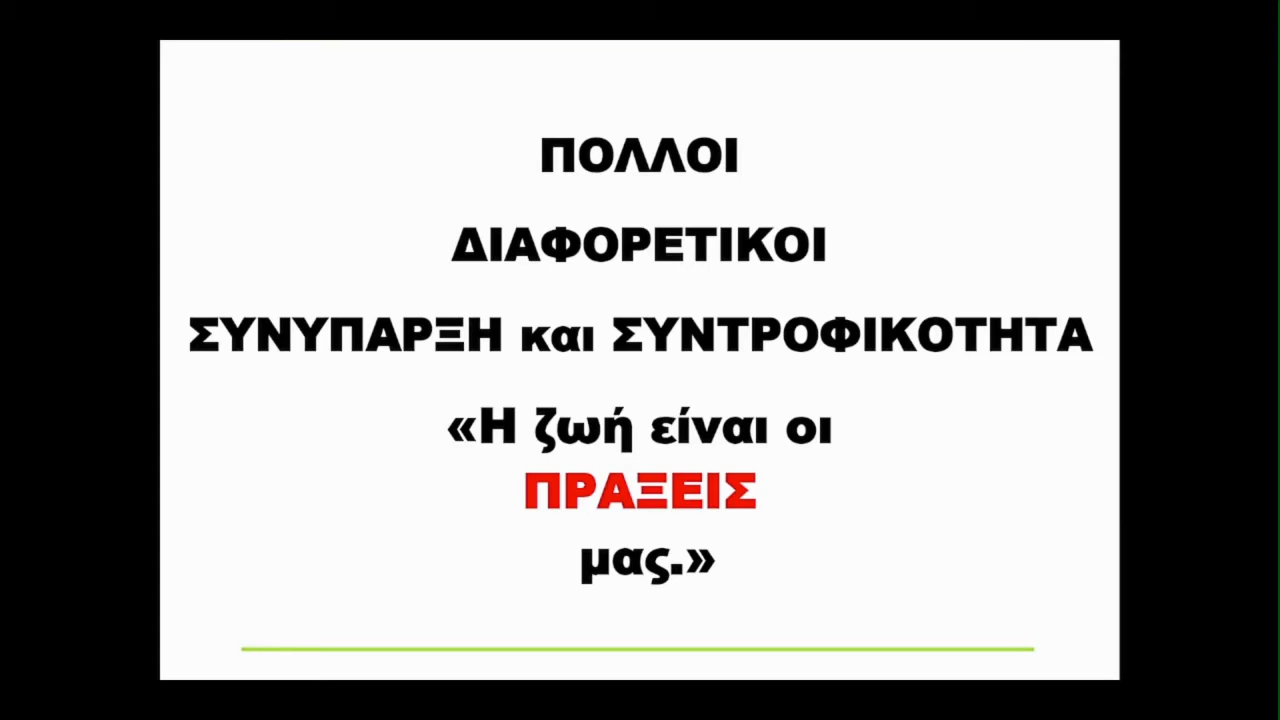 ΠΟΛΛΟΙ
ΔΙΑΦΟΡΕΤΙΚΟΙ
ΣΥΝΥΠΑΡΞΗ και ΣΥΝΤΡΟΦΙΚΟΤΗΤΑ
«Η ζωή είναι οι
ΠΡΑΞΕΙΣ
μας.»